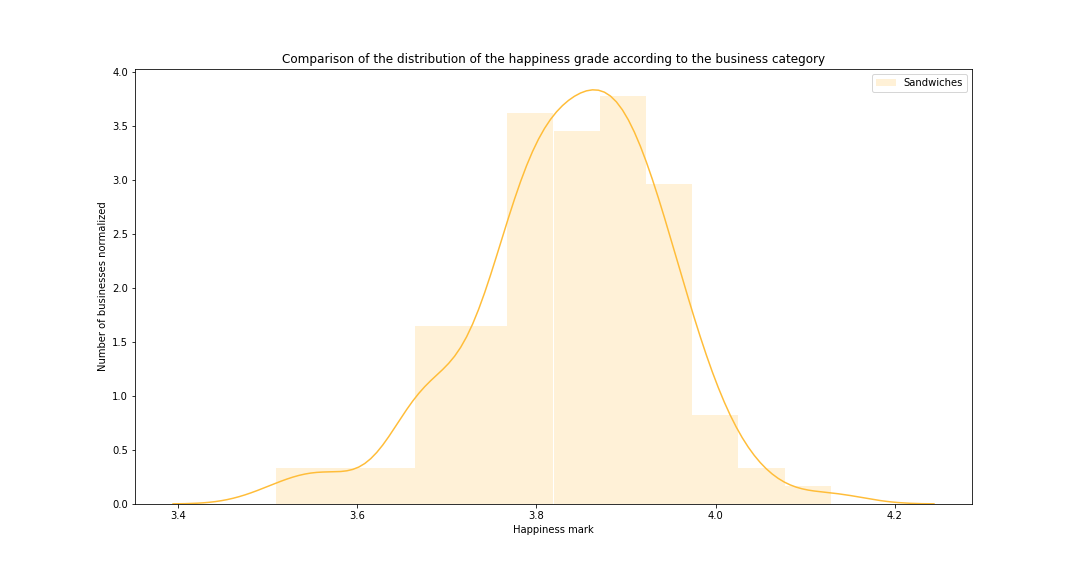 Comparison of the distribution of the happiness grade according to the business category
Sandwiches
4.0
3.5
3.0
2.5
2.0
1.5
1.0
0.5
0.0
Number of businesses normalized
3.4 3.6 3.8 4.0 4.2
Happiness mark